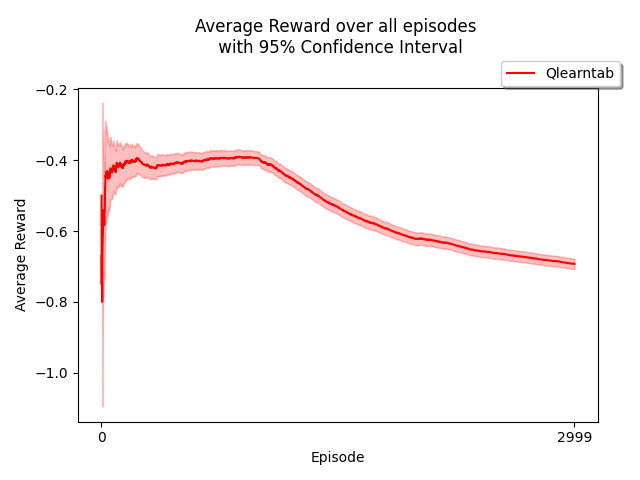 Average Reward over all episodes
with 95% Confidence Interval
Qlearntab
−0.2
−0.4
−0.6
−0.8
−1.0
Average Reward
0
2999
Episode